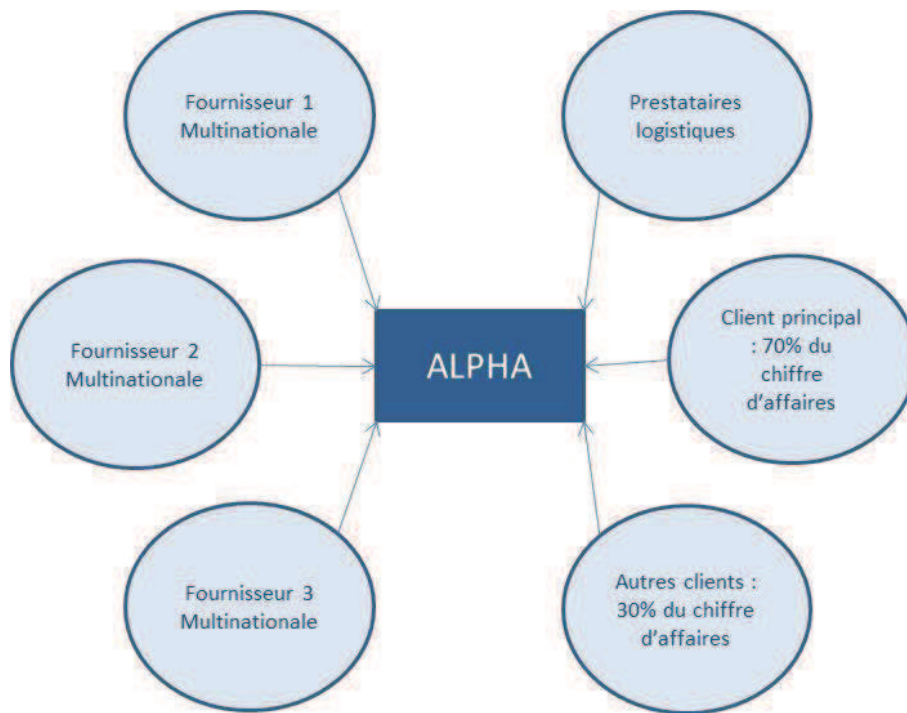 Fournisseur 1
Multinationale
Prestataires
logistiques
Fournisseur 2
Multinationale
ALPHA
Client principal
: 70% du
chiffre
d'affaires
Fournisseur 3
Multinationale
Autres clients :
30% du chiffre
d'affaires